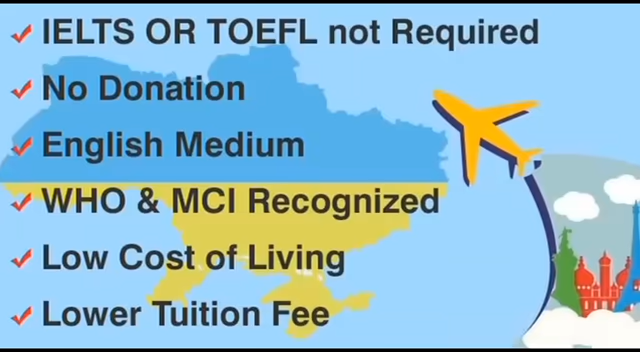 IELTS OR TOEFL not Required
No Donation
English Medium
WHO & MCI Recognized
Low Cost of Living
Lower Tuition Fee